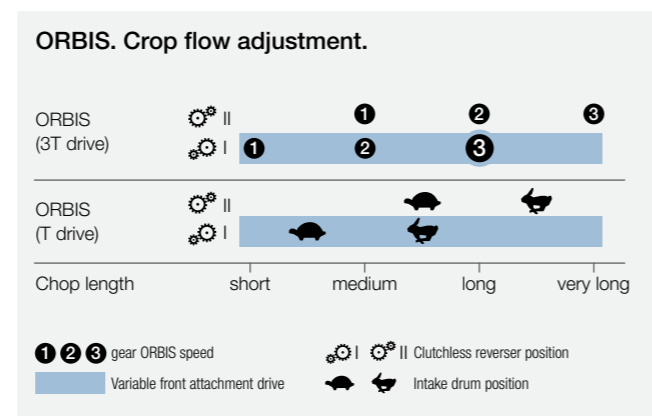 ORBIS. Crop flow adjustment.
ORBIS
(3T drive)
II 1 2 3
I 1 2 3
ORBIS
(T drive)
II
I
Chop length short medium long very long
1 2 3 gear ORBIS speed
I II Clutchless reverser position
Variable front attachment drive
Intake drum position